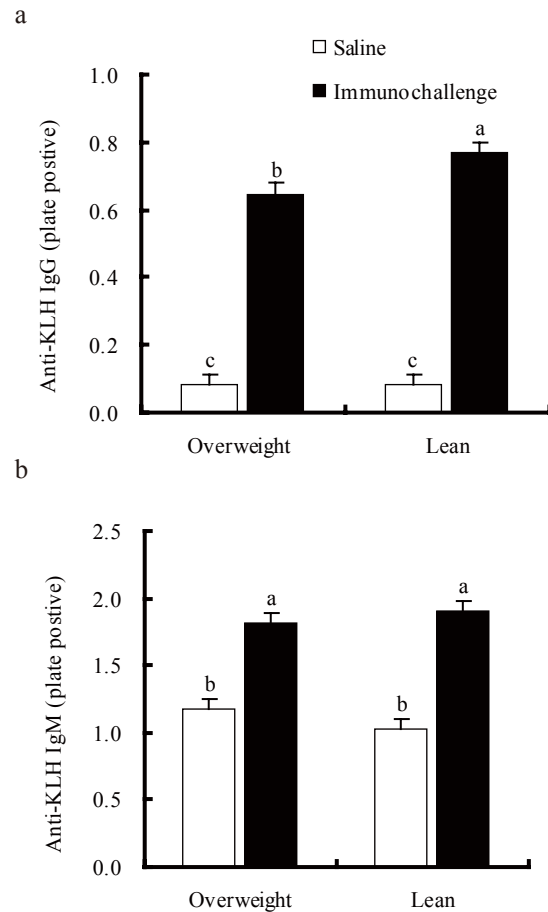 a
Saline
Immunochallenge
Anti-KLH IgG (plate postive)
1.0
0.8
0.6
0.4
0.2
0.0
c
b
c
a
Overweight
Lean
b
Anti-KLH IgM (plate postive)
2.5
2.0
1.5
1.0
0.5
0.0
b
a
b
a
Overweight
Lean